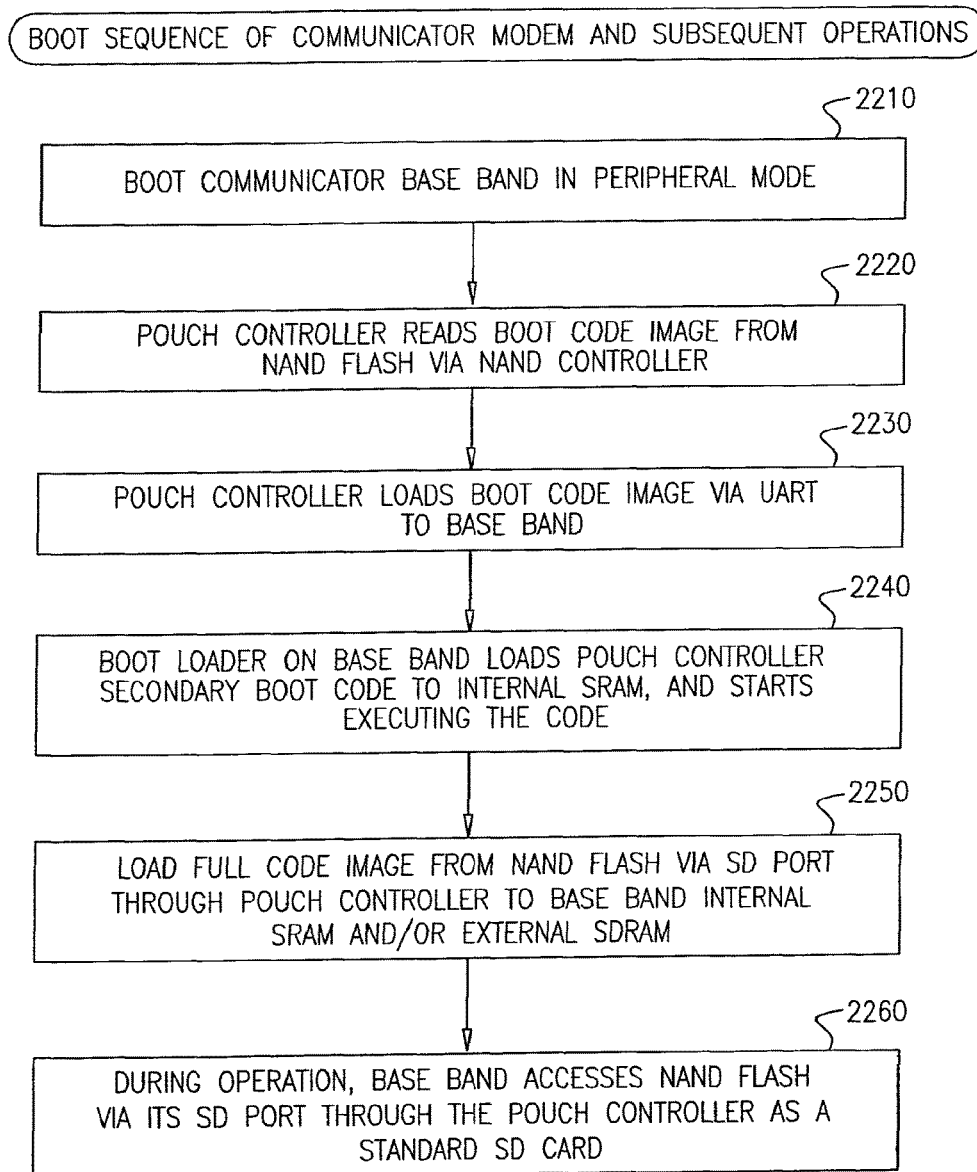 BOOT SEQUENCE OF COMMUNICATOR MODEM AND SUBSEQUENT OPERATIONS
2210
BOOT COMMUNICATOR BASE BAND IN PERIPHERAL MODE
2220
POUCH CONTROLLER READS BOOT CODE IMAGE FROM
NAND FLASH VIA NAND CONTROLLER
2230
POUCH CONTROLLER LOADS BOOT CODE IMAGE VIA UART
TO BASE BAND
2240
BOOT LOADER ON BASE BAND LOADS POUCH CONTROLLER
SECONDARY BOOT CODE TO INTERNAL SRAM, AND STARTS
EXECUTING THE CODE
2250
LOAD FULL CODE IMAGE FROM NAND FLASH VIA SD PORT
THROUGH POUCH CONTROLLER TO BASE BAND INTERNAL
SRAM AND/OR EXTERNAL SDRAM
2260
DURING OPERATION, BASE BAND ACCESSES NAND FLASH
VIA ITS SD PORT THROUGH THE POUCH CONTROLLER AS A
STANDARD SD CARD